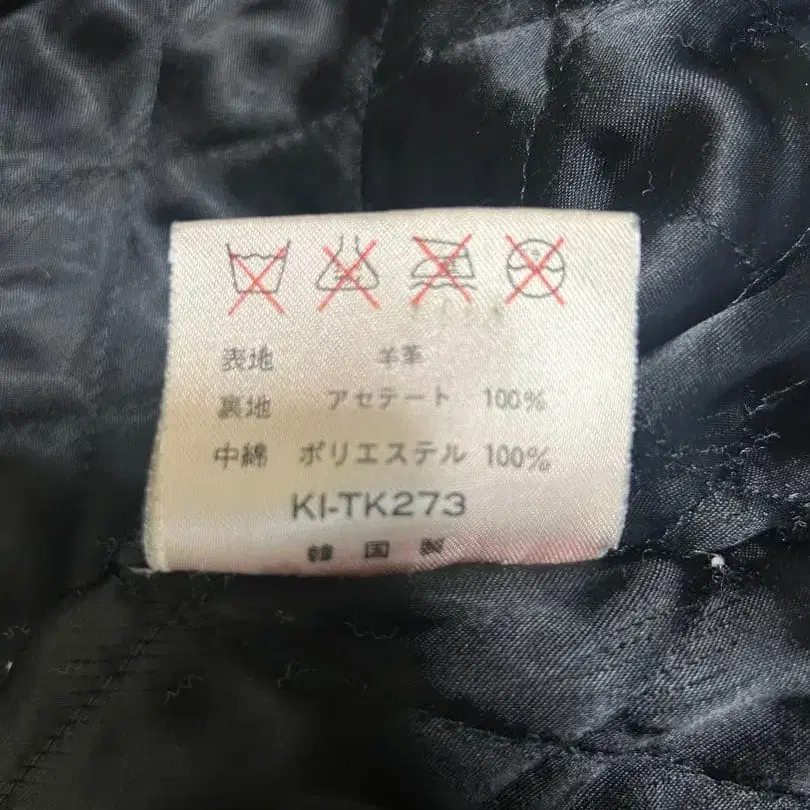 表地 羊革
裏地 アセテート 100%
中綿 ポリエステル 100%
KI-TK273
韓国製